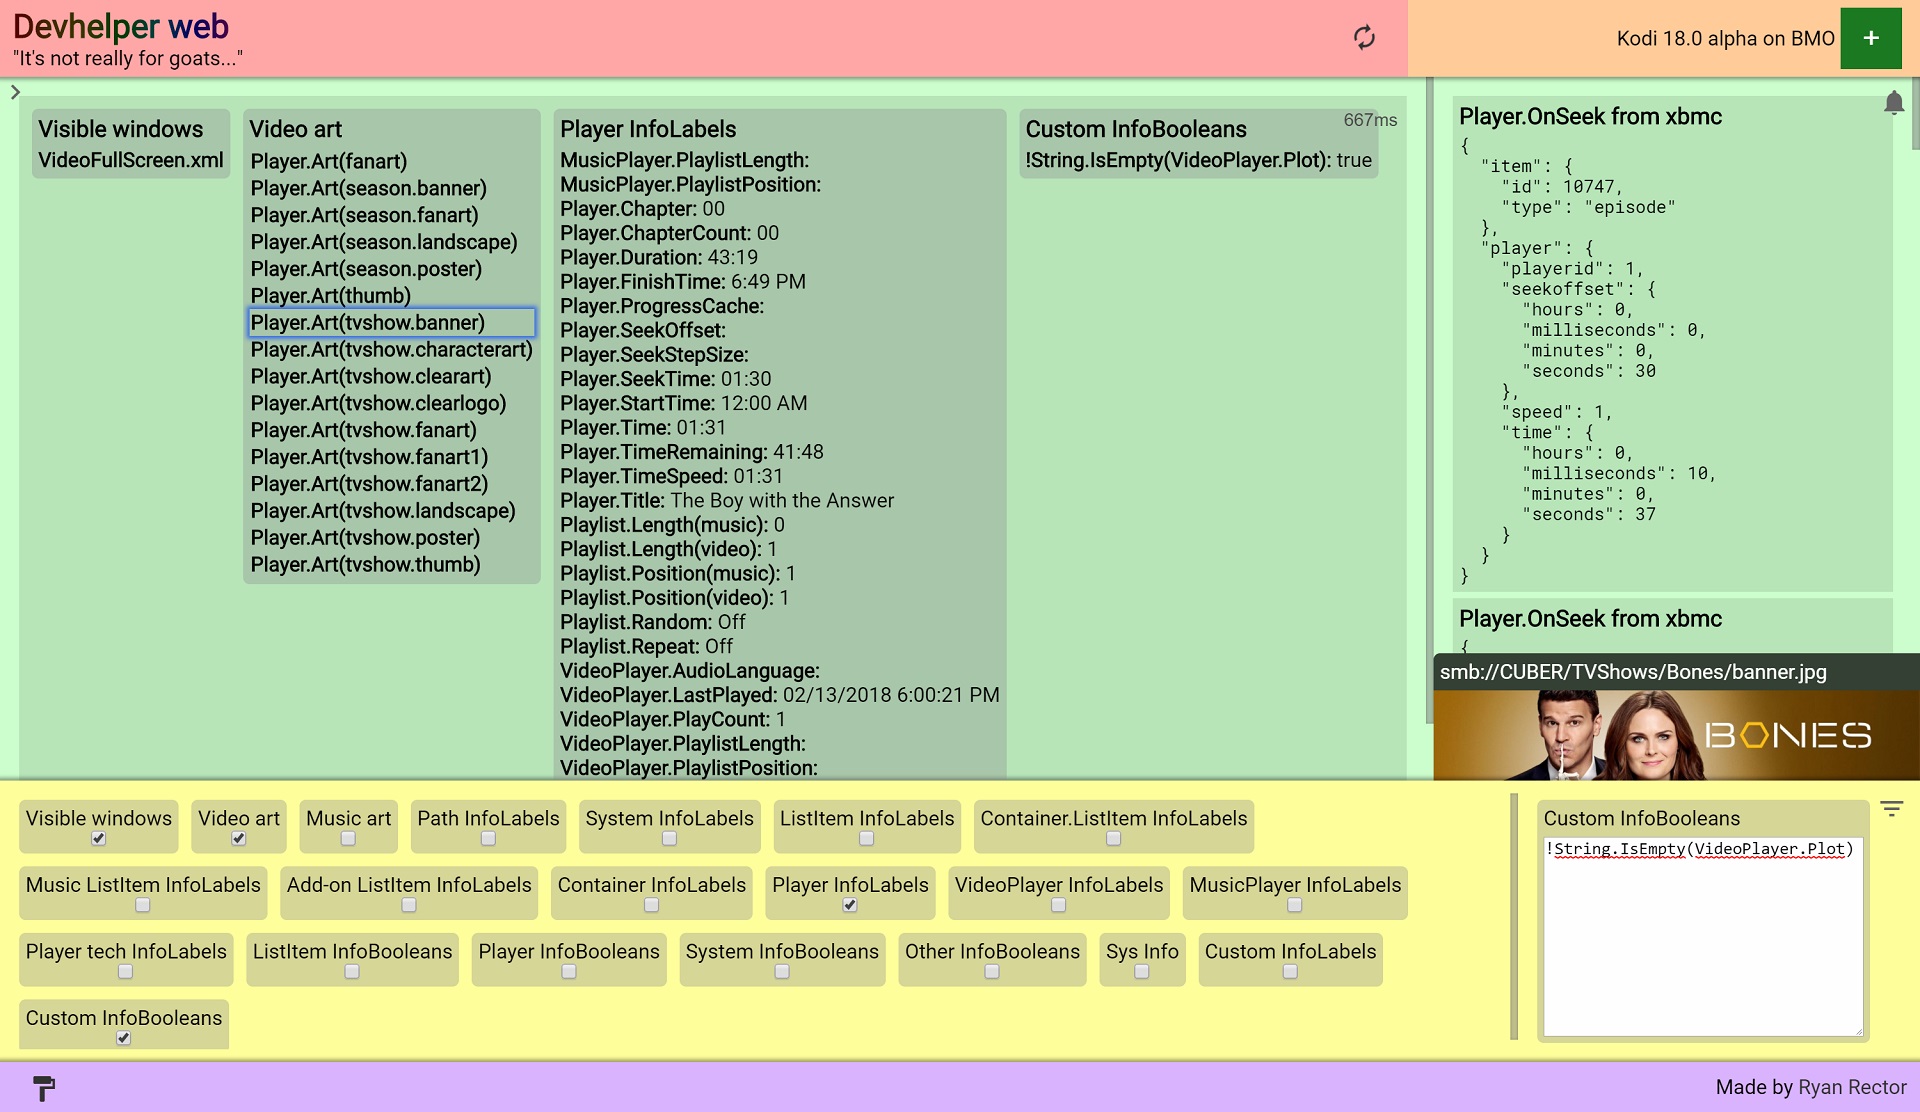 Devhelper web
"It's not really for goats..."
Kodi 18.0 alpha on BMO
+
Visible windows
VideoFullScreen.xml
Video art
Player.Art(fanart)
Player.Art(season.banner)
Player.Art(season.fanart)
Player.Art(season.landscape)
Player.Art(season.poster)
Player.Art(thumb)
Player.Art(tvshow.banner)
Player.Art(tvshow.characterart)
Player.Art(tvshow.clearart)
Player.Art(tvshow.clearlogo)
Player.Art(tvshow.fanart)
Player.Art(tvshow.fanart1)
Player.Art(tvshow.fanart2)
Player.Art(tvshow.landscape)
Player.Art(tvshow.poster)
Player.Art(tvshow.thumb)
Player InfoLabels
MusicPlayer.PlaylistLength:
MusicPlayer.PlaylistPosition:
Player.Chapter: 00
Player.ChapterCount: 00
Player.Duration: 43:19
Player.FinishTime: 6:49 PM
Player.ProgressCache:
Player.SeekOffset:
Player.SeekStepSize:
Player.SeekTime: 01:30
Player.StartTime: 12:00 AM
Player.Time: 01:31
Player.TimeRemaining: 41:48
Player.TimeSpeed: 01:31
Player.Title: The Boy with the Answer
Playlist.Length(music): 0
Playlist.Length(video): 1
Playlist.Position(music): 1
Playlist.Position(video): 1
Playlist.Random: Off
Playlist.Repeat: Off
VideoPlayer.AudioLanguage:
VideoPlayer.LastPlayed: 02/13/2018 6:00:21 PM
VideoPlayer.PlayCount: 1
VideoPlayer.PlaylistLength:
VideoPlayer.PlaylistPosition:
667ms
Custom InfoBooleans
!String.IsEmpty(VideoPlayer.Plot): true
Player.OnSeek from xbmc
{
"item": {
"id": 10747,
"type": "episode"
},
"player": {
"playerid": 1,
"seekoffset": {
"hours": 0,
"milliseconds": 0,
"minutes": 0,
"seconds": 30
},
"speed": 1,
"time": {
"hours": 0,
"milliseconds": 10,
"minutes": 0,
"seconds": 37
}
}
}
Player.OnSeek from xbmc
{
smb://CUBER/TVShows/Bones/banner.jpg
BONES
Visible windows
Video art
Music art
Path InfoLabels
System InfoLabels
ListItem InfoLabels
Container.ListItem InfoLabels
Music ListItem InfoLabels
Add-on ListItem InfoLabels
Container InfoLabels
Player InfoLabels
VideoPlayer InfoLabels
MusicPlayer InfoLabels
Player tech InfoLabels
ListItem InfoBooleans
Player InfoBooleans
System InfoBooleans
Other InfoBooleans
Sys Info
Custom InfoLabels
Custom InfoBooleans
Custom InfoBooleans
!String.IsEmpty(VideoPlayer.Plot)
Made by Ryan Rector